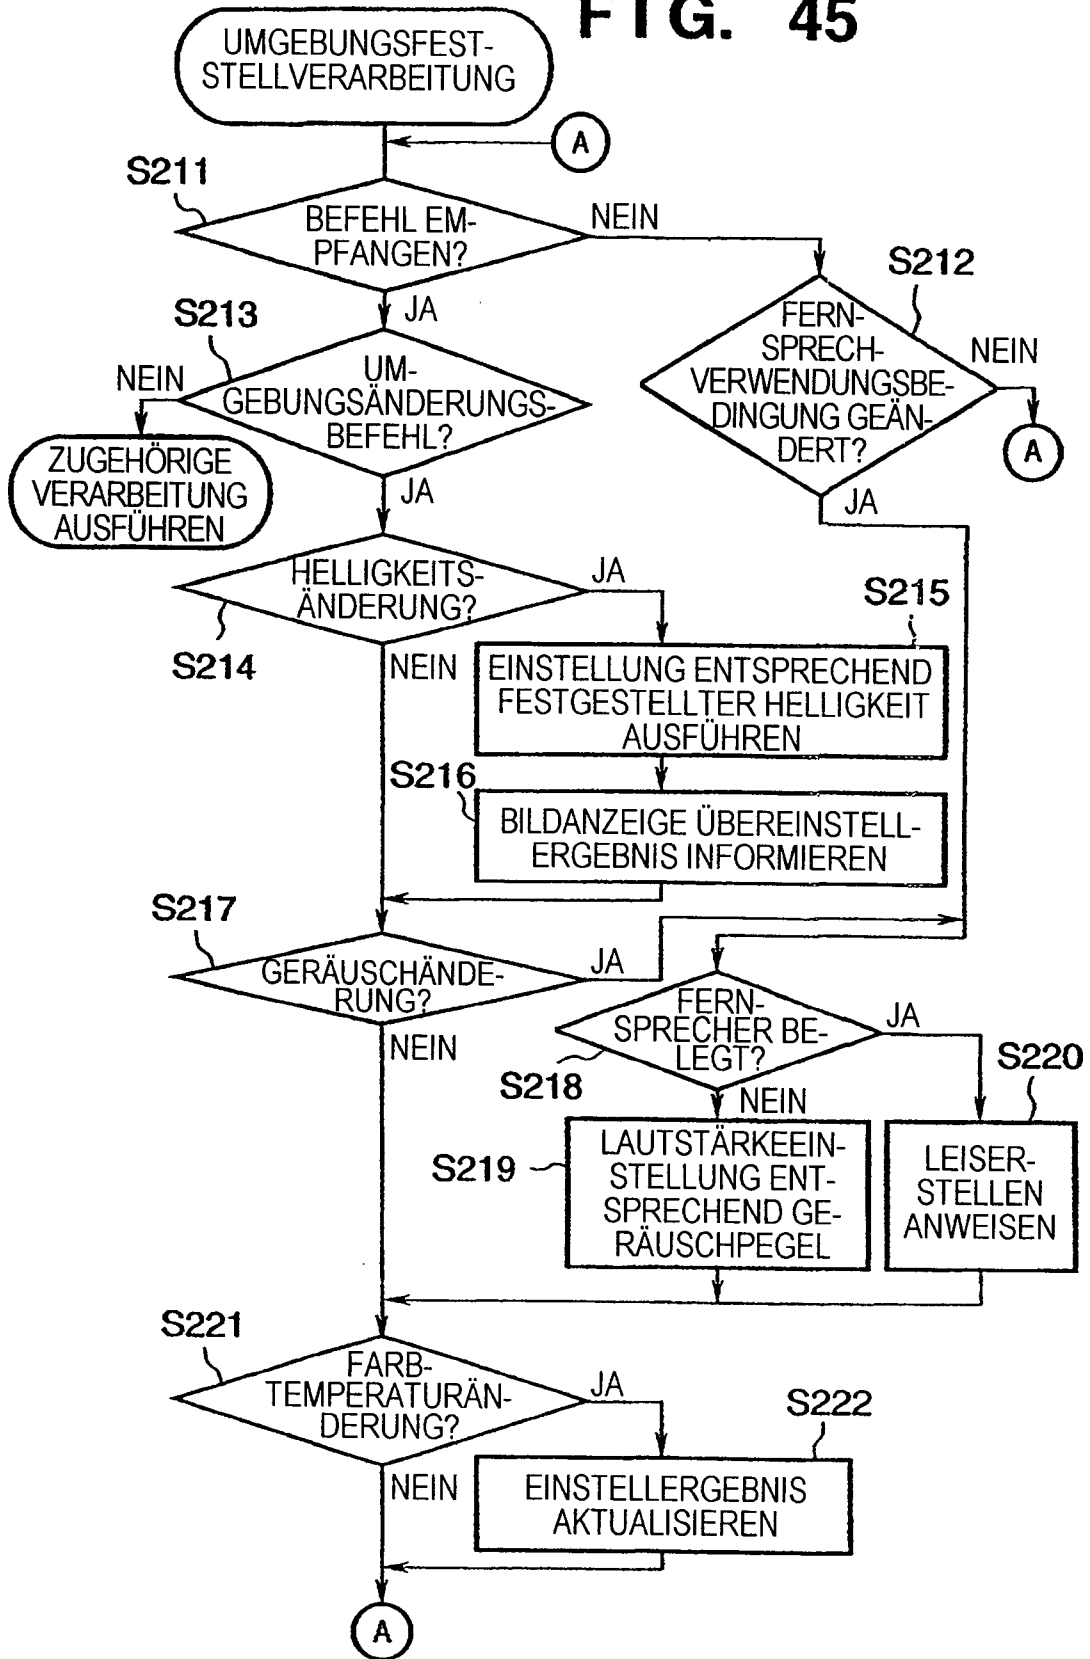 FIG. 45
UMGEBUNGSFEST-
STELLVERARBEITUNG
A
S211
BEFEHL EM-
PFANGEN?
NEIN
JA
S212
FERN-
SPRECH-
VERWENDUNGSBE-
DINGUNG GEÄN-
DERT?
NEIN
A
JA
S213
UM-
GEBUNGSÄNDERUNGS-
BEFEHL?
NEIN
ZUGEHÖRIGE
VERARBEITUNG
AUSFÜHREN
JA
HELLIGKEITS-
ÄNDERUNG?
S214
JA
NEIN
S215
EINSTELLUNG ENTSPRECHEND
FESTGESTELLTER HELLIGKEIT
AUSFÜHREN
S216
BILDANZEIGE ÜBEREINSTELL-
ERGEBNIS INFORMIEREN
S217
GERÄUSCHÄNDE-
RUNG?
JA
NEIN
FERN-
SPRECHER BE-
LEGT?
S218
JA
NEIN
S219
LAUTSTÄRKEEIN-
STELLUNG ENT-
SPRECHEND GE-
RÄUSCHPEGEL
S220
LEISER-
STELLEN
ANWEISEN
S221
FARB-
TEMPERATURÄN-
DERUNG?
JA
NEIN
S222
EINSTELLERGEBNIS
AKTUALISIEREN
A